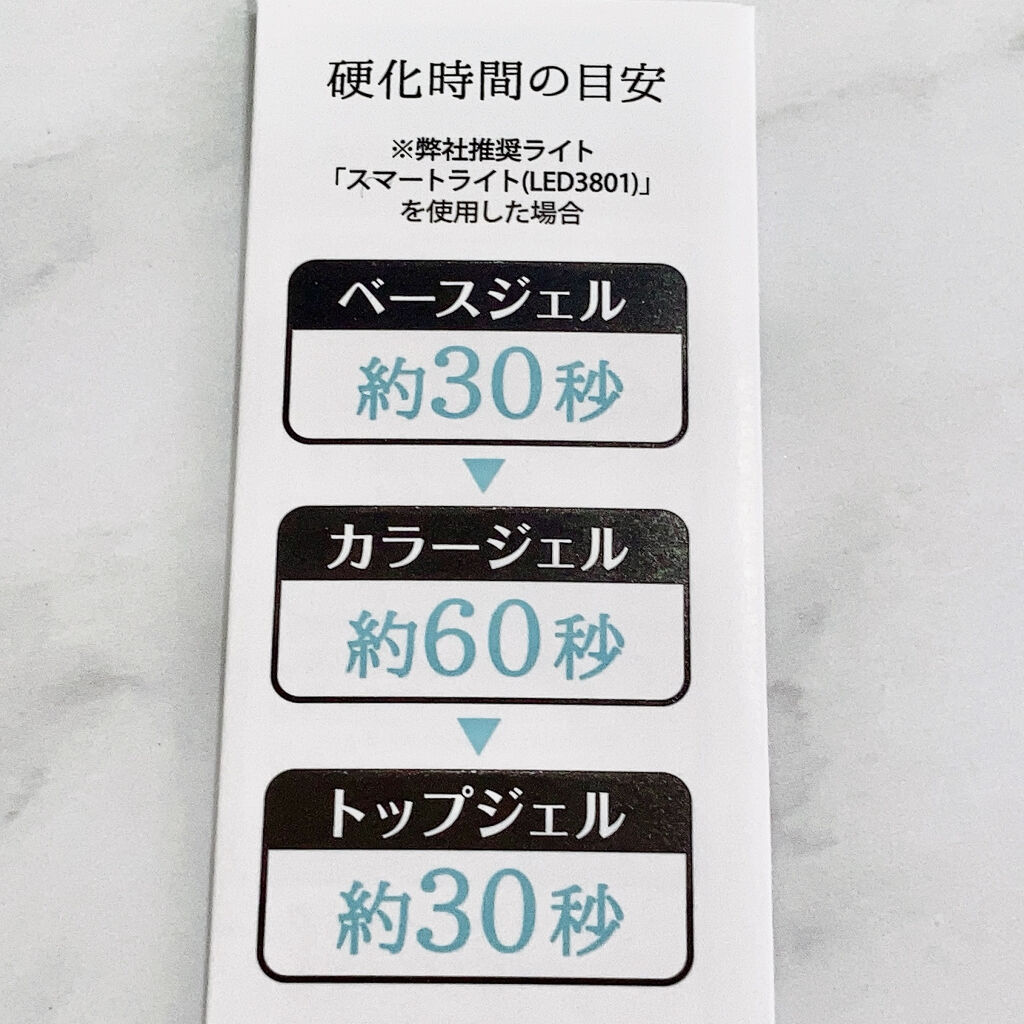 硬化時間の目安
※弊社推奨ライト
「スマートライト(LED3801)」
を使用した場合
ベースジェル
約30秒
カラージェル
約60秒
トップジェル
約30秒